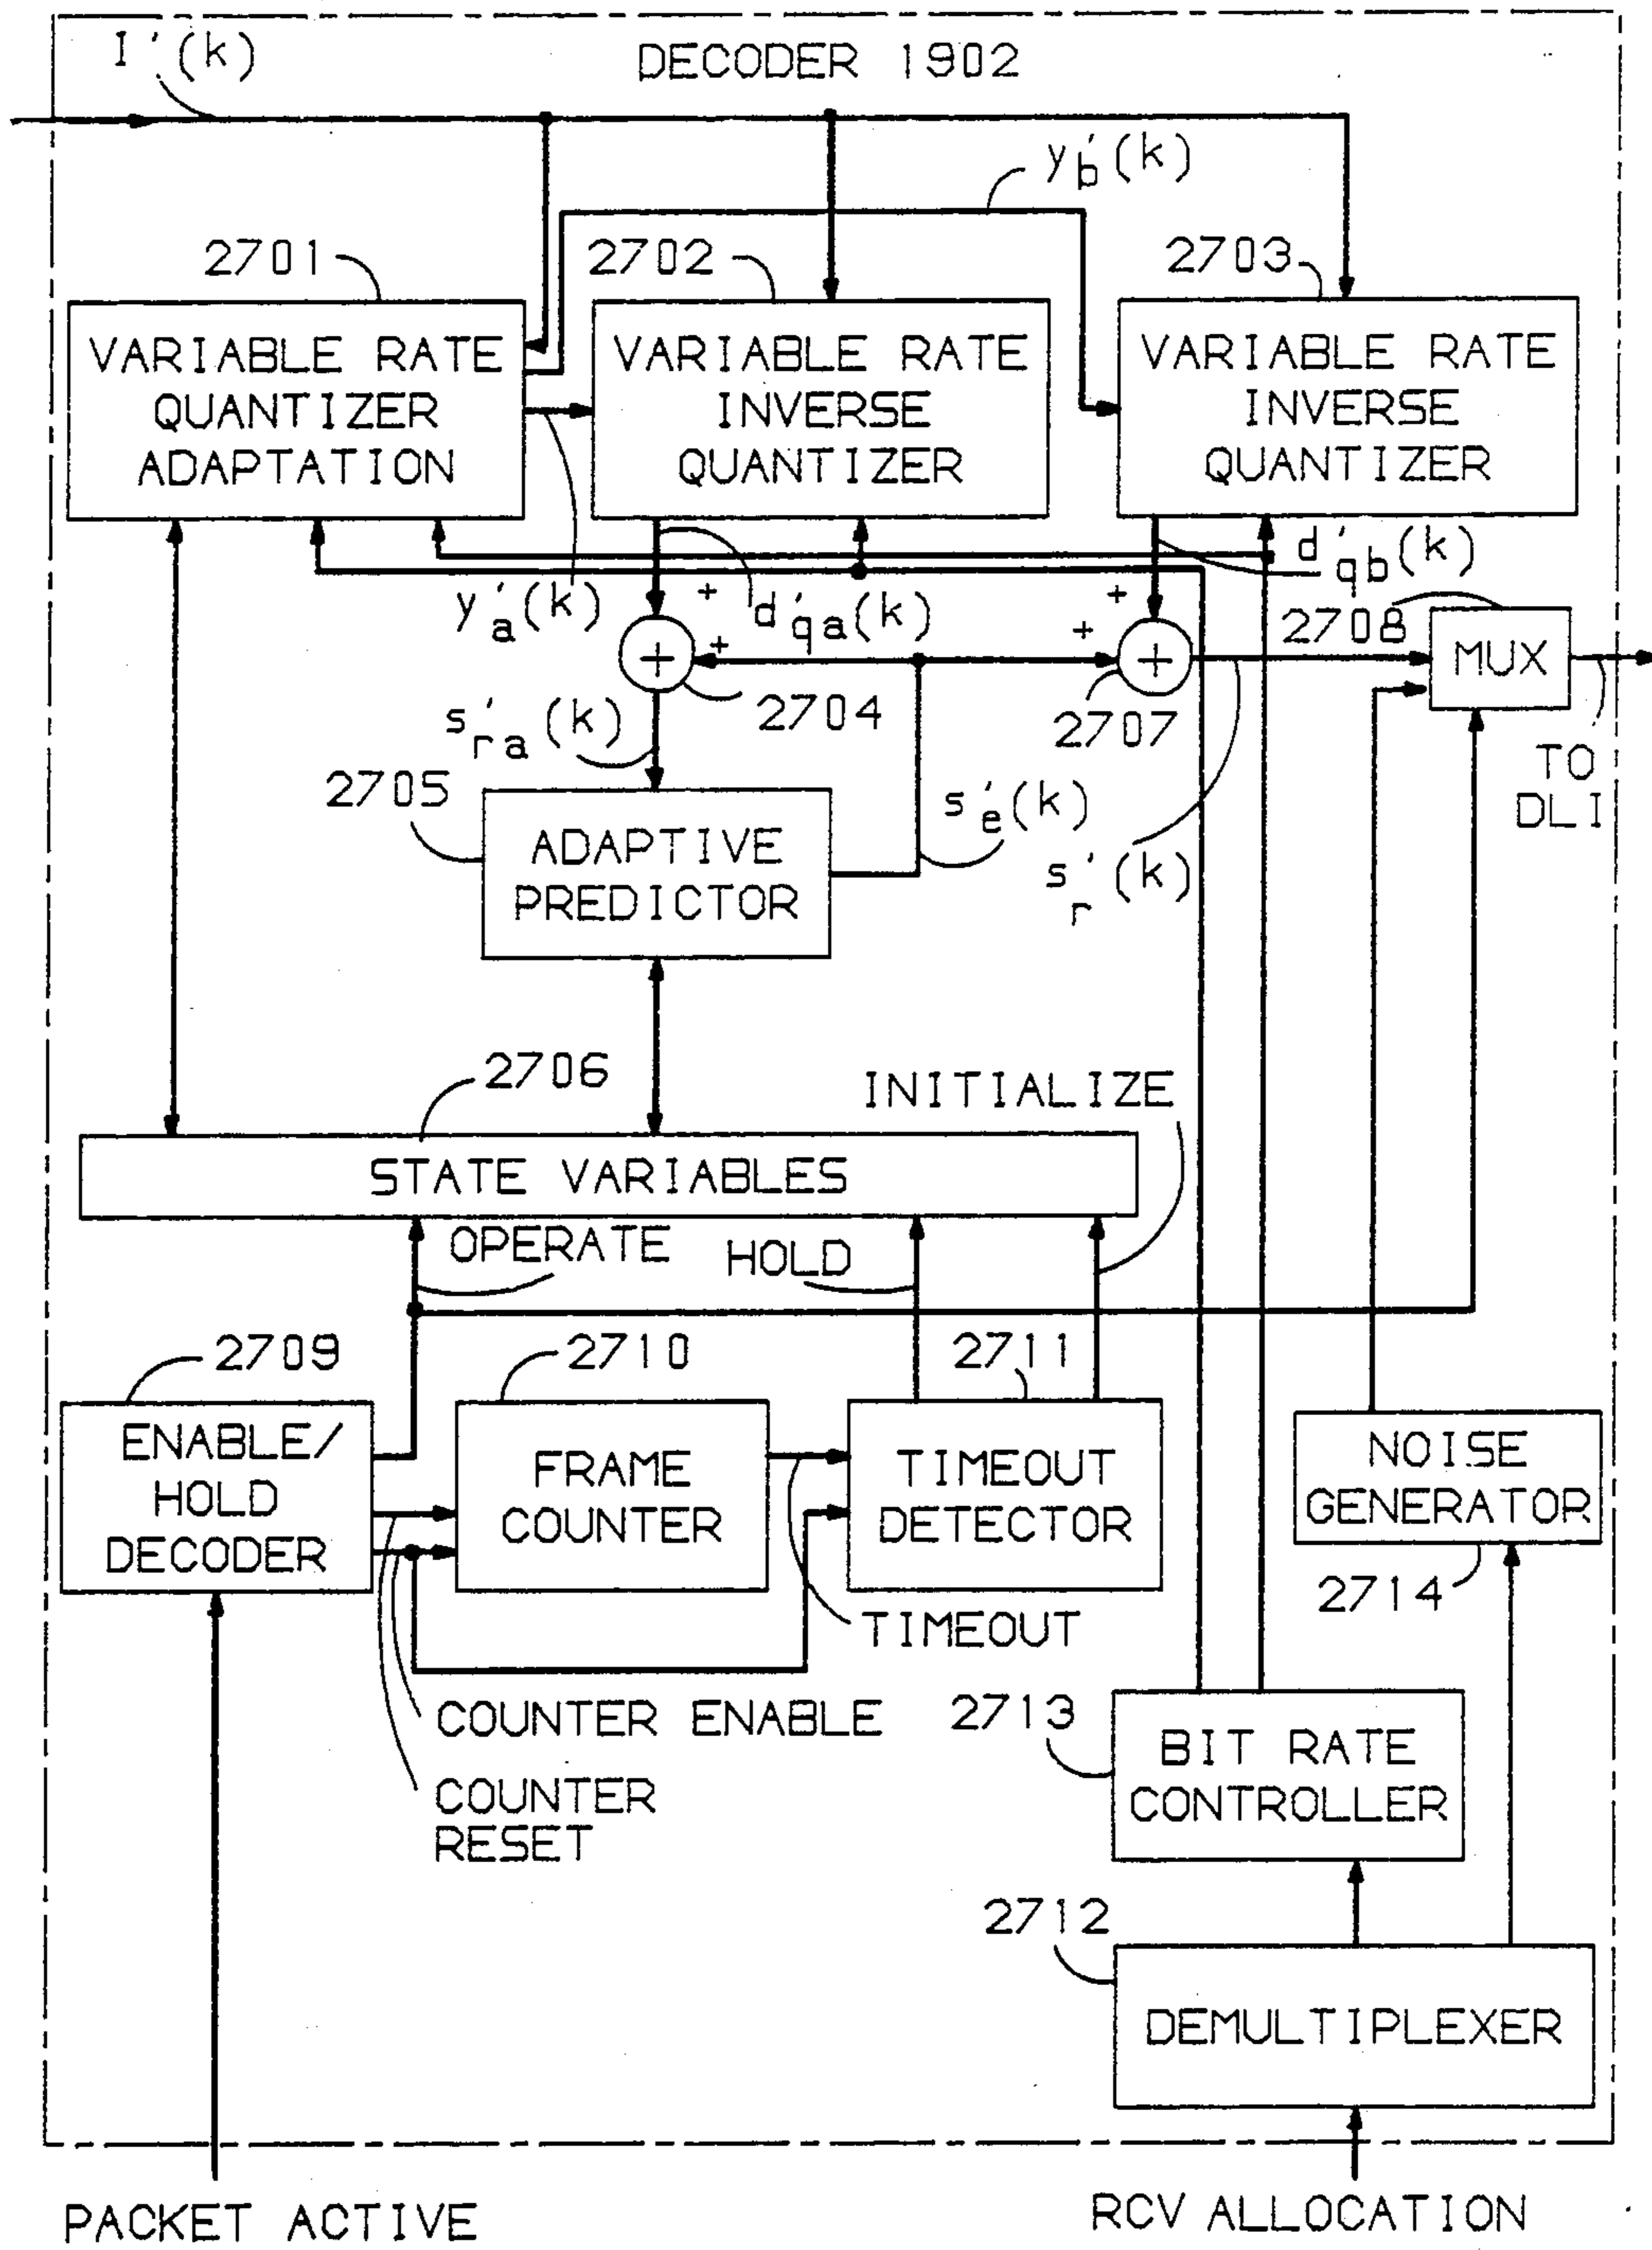 I'(k)
DECODER 1902
y'b(k)
2701
2702
2703
VARIABLE RATE
QUANTIZER
ADAPTATION
VARIABLE RATE
INVERSE
QUANTIZER
VARIABLE RATE
INVERSE
QUANTIZER
y'a(k)
+
d'qa(k)
+
d'qb(k)
2708
+
+
+
+
MUX
2704
2707
s'ra(k)
TO
DLI
2705
s'e(k)
s'r(k)
ADAPTIVE
PREDICTOR
2706
INITIALIZE
STATE VARIABLES
OPERATE
HOLD
2709
2710
2711
ENABLE/
HOLD
DECODER
FRAME
COUNTER
TIMEOUT
DETECTOR
NOISE
GENERATOR
2714
TIMEOUT
COUNTER ENABLE
COUNTER
RESET
2713
BIT RATE
CONTROLLER
2712
DEMULTIPLEXER
PACKET ACTIVE
RCV ALLOCATION